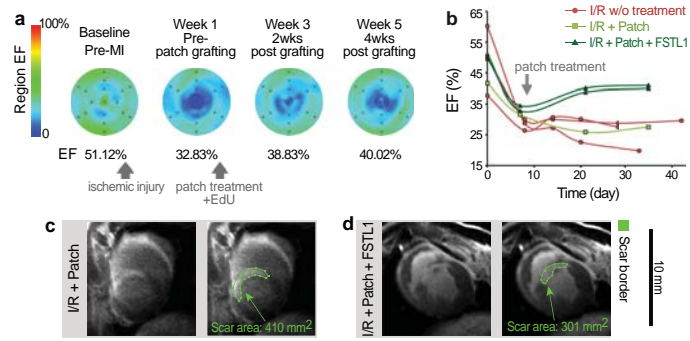 a
100%
Region EF
0
Baseline
Pre-MI
Week 1
Pre-
patch grafting
Week 3
2wks
post grafting
Week 5
4wks
post grafting
EF 51.12% 32.83% 38.83% 40.02%
ischemic injury
patch treatment
+EdU
b
I/R w/o treatment
I/R + Patch
I/R + Patch + FSTL1
patch treatment
EF (%)
65
55
45
35
25
15
0 10 20 30 40
Time (day)
c
I/R + Patch
Scar area: 410 mm2
d
I/R + Patch + FSTL1
Scar area: 301 mm2
Scar border
10 mm